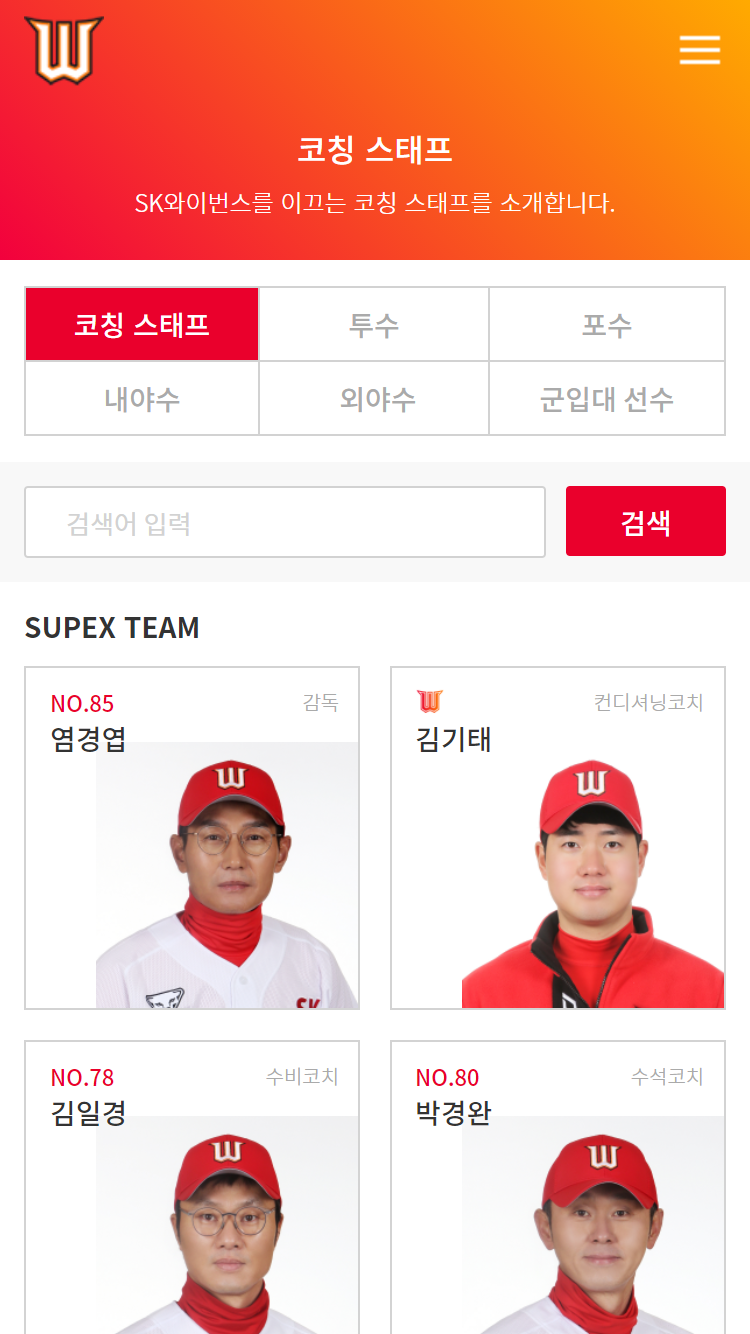 W
코칭 스태프
SK와이번스를 이끄는 코칭 스태프를 소개합니다.
코칭 스태프 투수 포수
내야수 외야수 군입대 선수
검색어 입력 검색
SUPEX TEAM
NO.85 감독
염경엽
W
SK
W 컨디셔닝코치
김기태
W
NO.78 수비코치
김일경
W
NO.80 수석코치
박경완
W